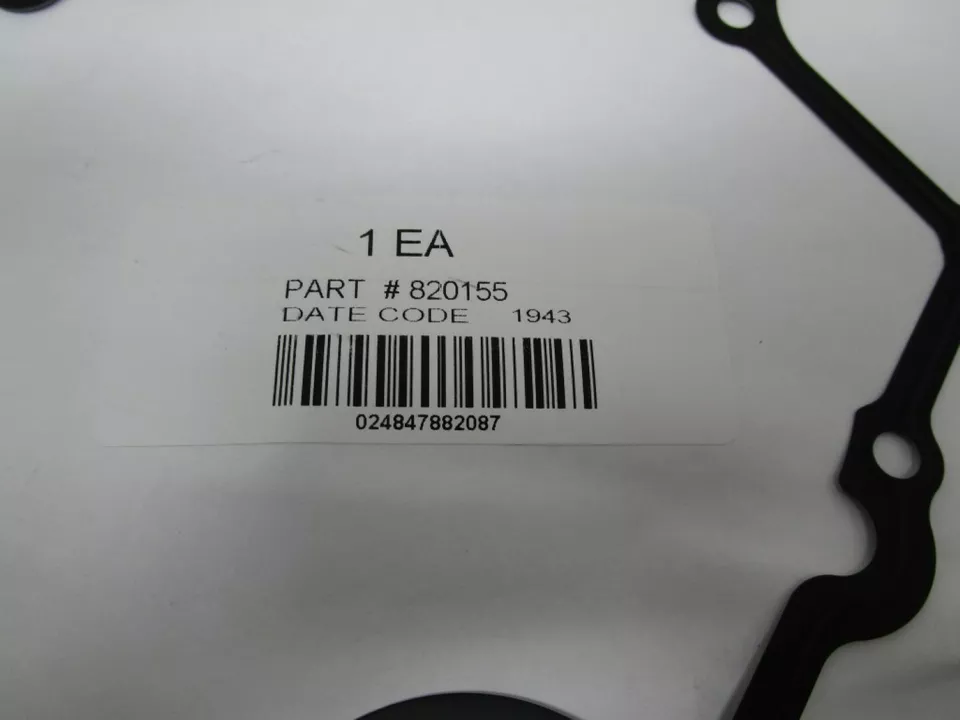 1 EA
PART # 820155
DATE CODE 1943
024847882087